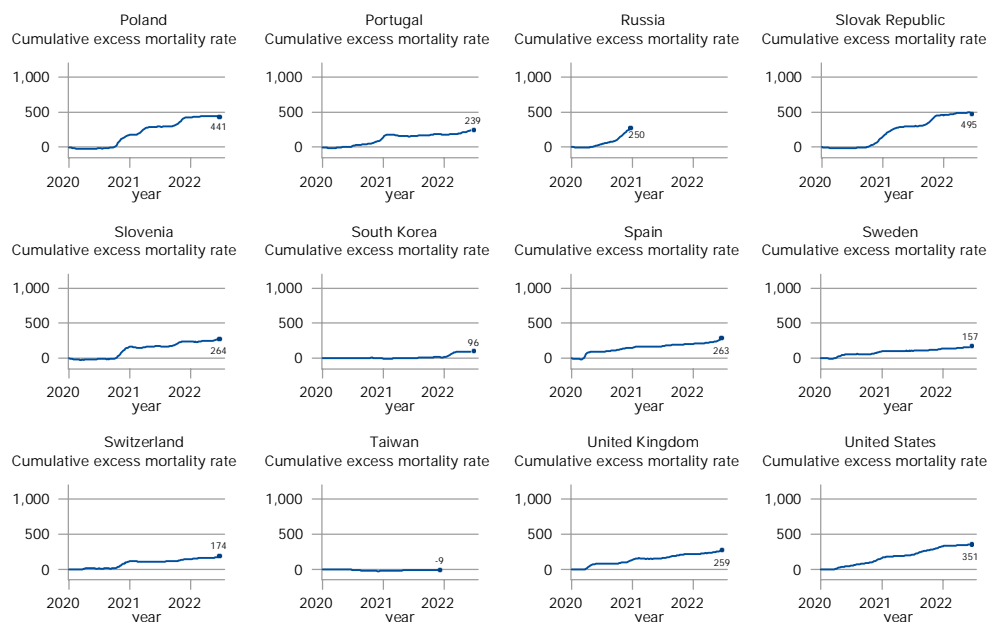 Poland
Cumulative excess mortality rate
1,000
500
0
441
2020 2021 2022
year
Portugal
Cumulative excess mortality rate
1,000
500
0
239
2020 2021 2022
year
Russia
Cumulative excess mortality rate
1,000
500
0
250
2020 2021 2022
year
Slovak Republic
Cumulative excess mortality rate
1,000
500
0
495
2020 2021 2022
year
Slovenia
Cumulative excess mortality rate
1,000
500
0
264
2020 2021 2022
year
South Korea
Cumulative excess mortality rate
1,000
500
0
96
2020 2021 2022
year
Spain
Cumulative excess mortality rate
1,000
500
0
263
2020 2021 2022
year
Sweden
Cumulative excess mortality rate
1,000
500
0
157
2020 2021 2022
year
Switzerland
Cumulative excess mortality rate
1,000
500
0
174
2020 2021 2022
year
Taiwan
Cumulative excess mortality rate
1,000
500
0
-9
2020 2021 2022
year
United Kingdom
Cumulative excess mortality rate
1,000
500
0
259
2020 2021 2022
year
United States
Cumulative excess mortality rate
1,000
500
0
351
2020 2021 2022
year